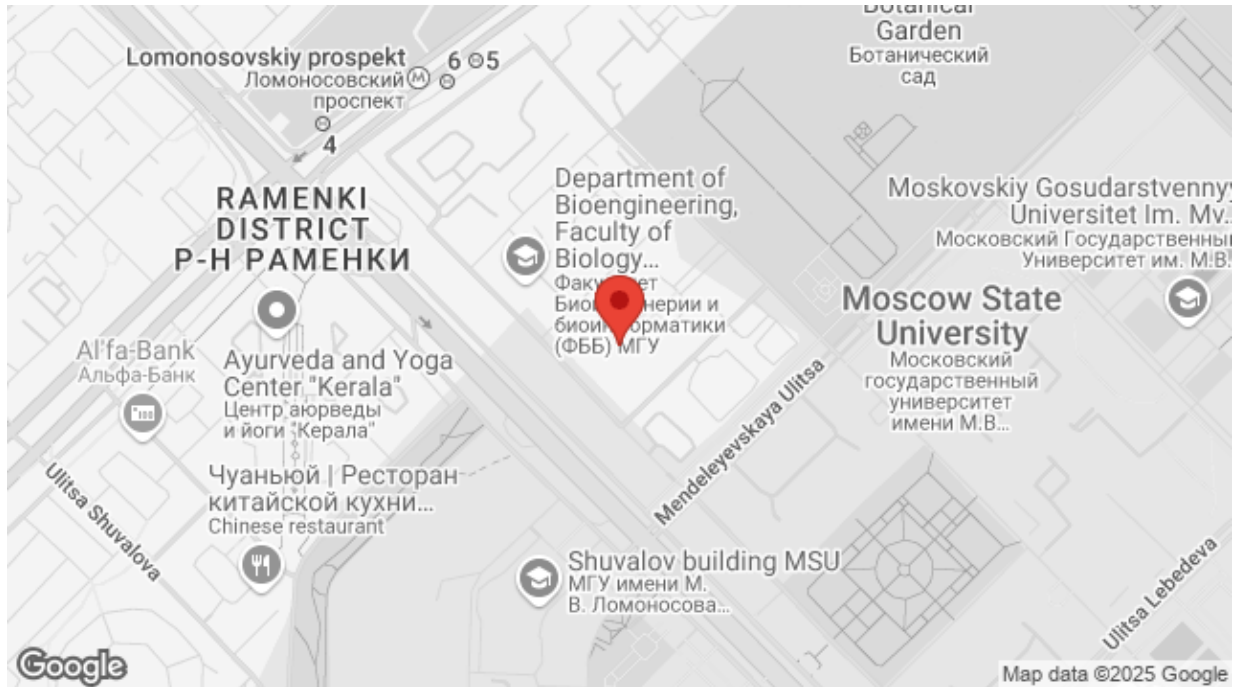 Botanical
Garden
Ботанический
сад
Lomonosovskiy prospekt
Ломоносовский
проспект
6
5
4
RAMENKI
DISTRICT
Р-Н РАМЕНКИ
Department of
Bioengineering,
Faculty of
Biology...
биоинформатики
(ФББ) МГУ
Moskovskiy Gosudarstvennyy
Universitet Im. Mv...
Московский Государственны
Университет им. М.В.
Moscow State
University
Московский
государственный
университет
имени М.В...
Al'fa-Bank
Альфа-Банк
Ayurveda and Yoga
Center "Kerala"
Центр аюрведы
и йоги "Керала"
Чуаньюй | Ресторан
китайской кухни...
Chinese restaurant
Ulitsa Shuvalova
Mendeleyevskaya Ulitsa
Shuvalov building MSU
МГУ имени М.
В. Ломоносова...
Ulitsa Lebedeva
Google
Map data ©2025 Google